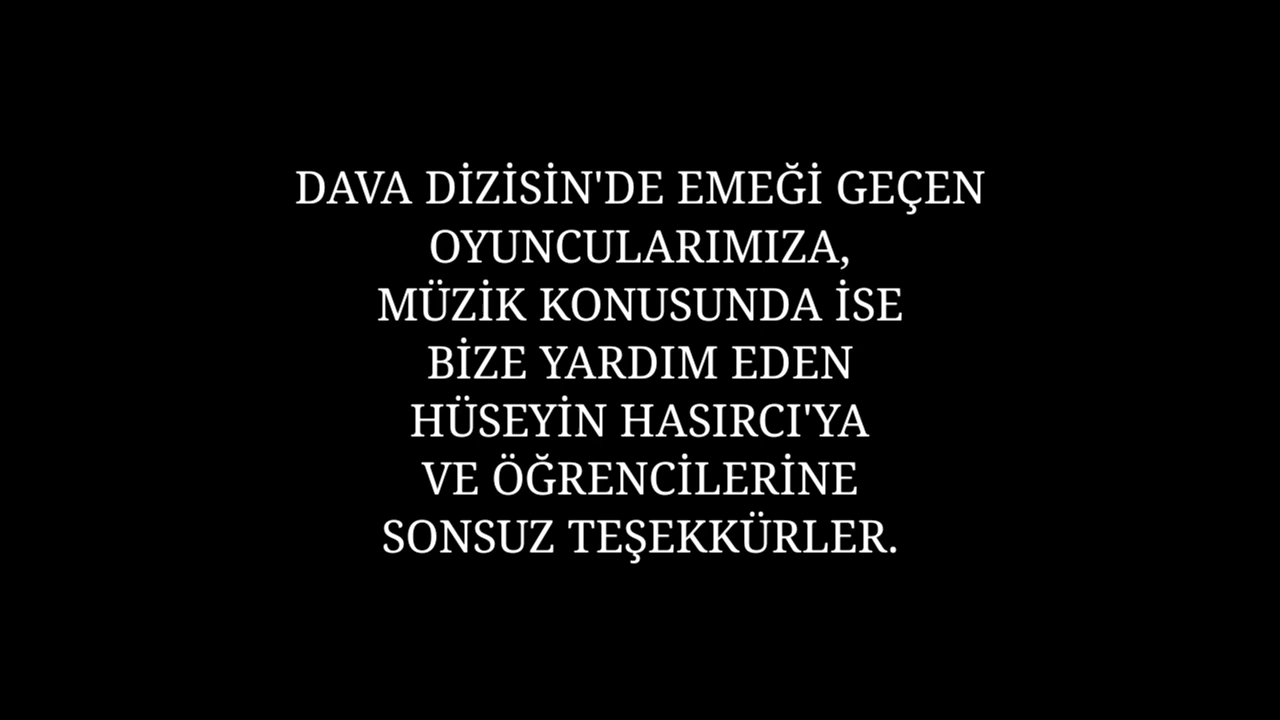 DAVA DİZİSİN'DE EMEĞİ GEÇEN
OYUNCULARIMIZA,
MÜZİK KONUSUNDA İSE
BİZE YARDIM EDEN
HÜSEYİN HASIRCI'YA
VE ÖĞRENCİLERİNE
SONSUZ TEŞEKKÜRLER.